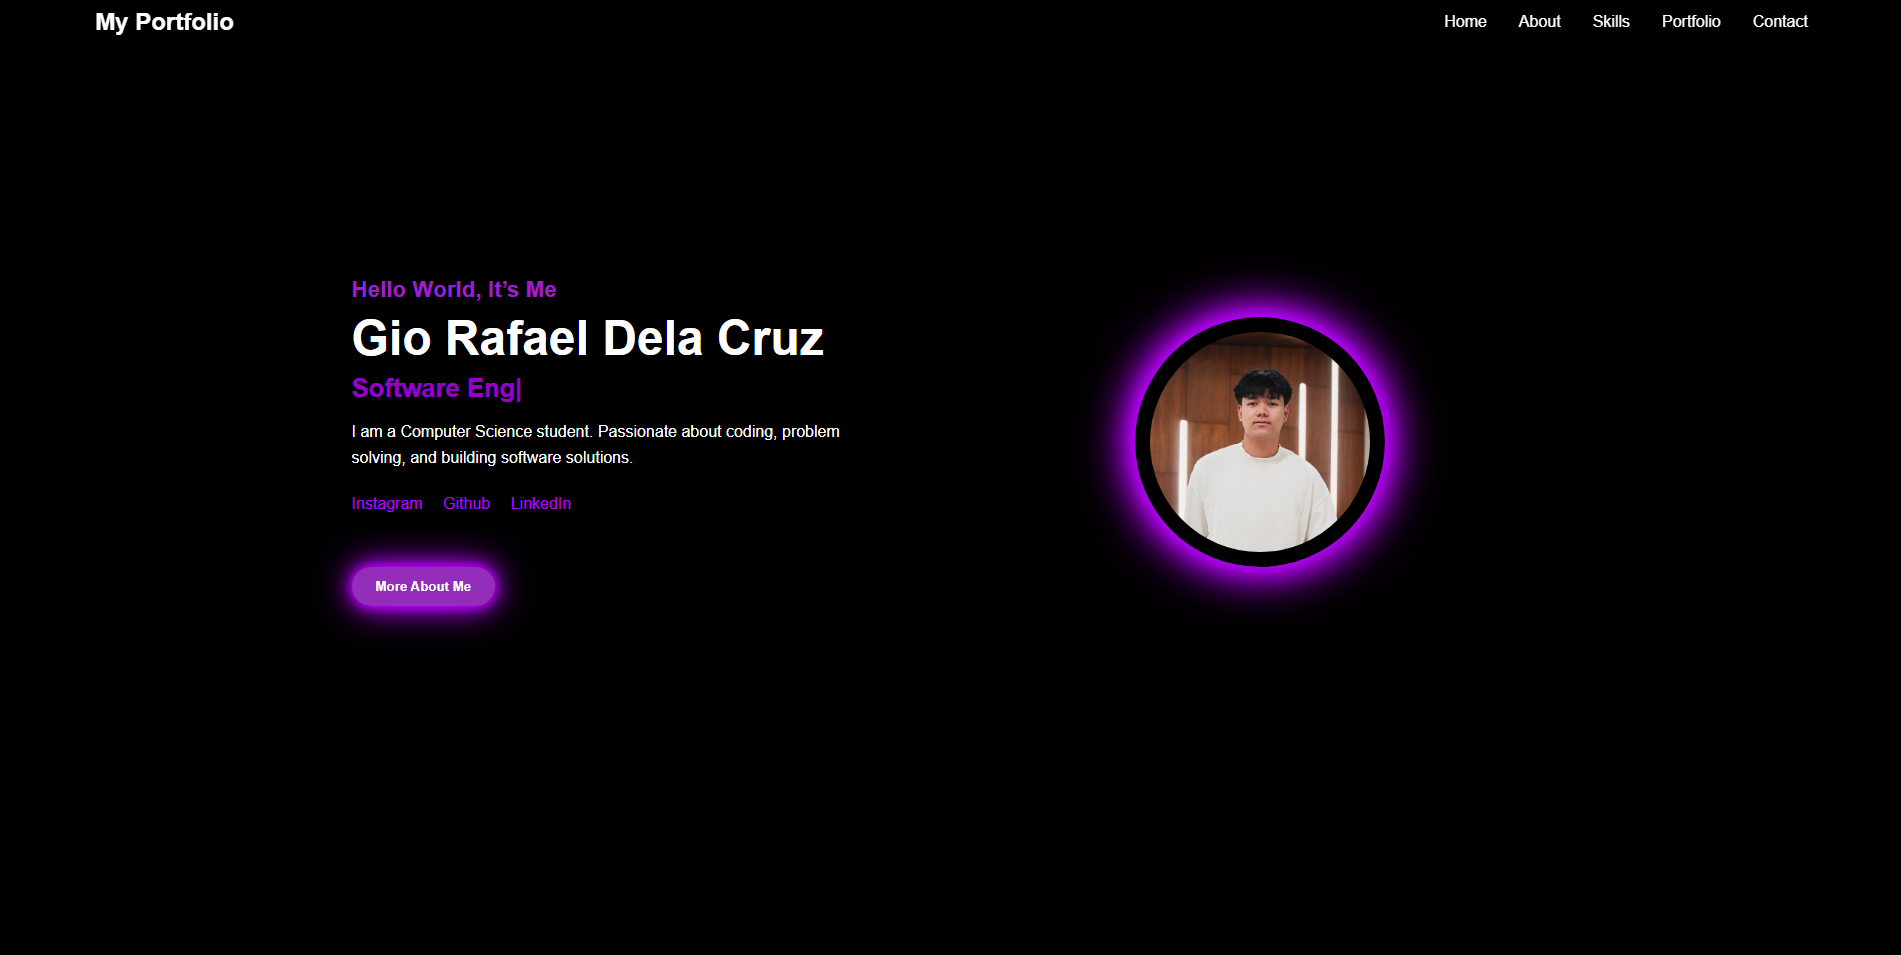 My Portfolio
Home About Skills Portfolio Contact
Hello World, It’s Me
Gio Rafael Dela Cruz
Software Eng|
I am a Computer Science student. Passionate about coding, problem
solving, and building software solutions.
Instagram Github LinkedIn
More About Me